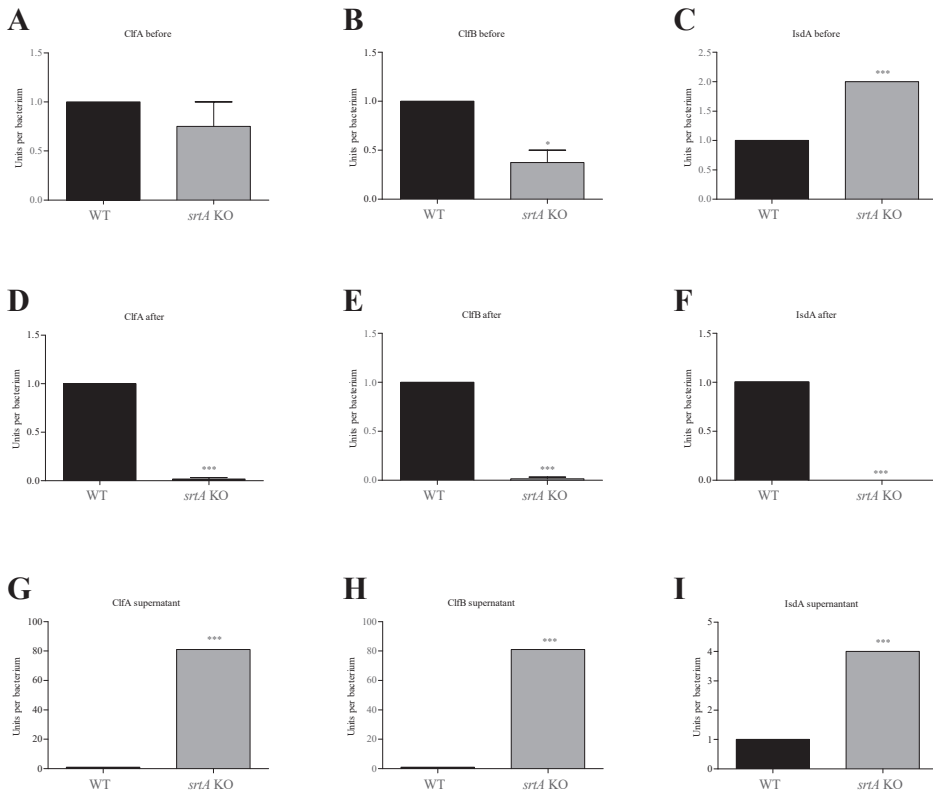 A
ClfA before
Units per bacterium
1.5
1.0
0.5
0.0
WT
srtA KO
B
ClfB before
Units per bacterium
1.5
1.0
0.5
0.0
*
WT
srtA KO
C
IsdA before
Units per bacterium
2.5
2.0
1.5
1.0
0.5
0.0
***
WT
srtA KO
D
ClfA after
Units per bacterium
1.5
1.0
0.5
0.0
***
WT
srtA KO
E
ClfB after
Units per bacterium
1.5
1.0
0.5
0.0
***
WT
srtA KO
F
IsdA after
Units per bacterium
1.5
1.0
0.5
0.0
***
WT
srtA KO
G
ClfA supernatant
Units per bacterium
100
80
60
40
20
0
***
WT
srtA KO
H
ClfB supernatant
Units per bacterium
100
80
60
40
20
0
***
WT
srtA KO
I
IsdA supernantant
Units per bacterium
5
4
3
2
1
0
***
WT
srtA KO